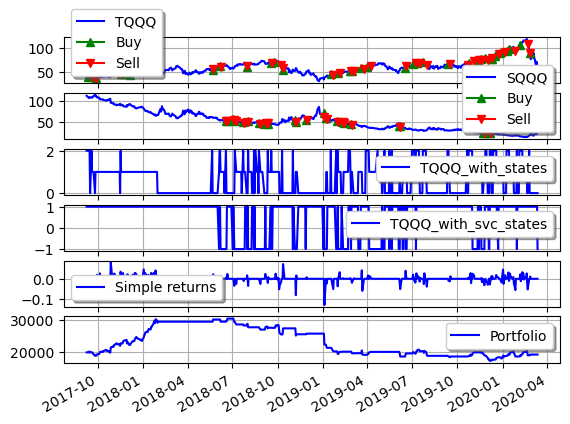 TQQQ
Buy
Sell
100
50
SQQQ
Buy
Sell
100
50
2
0
TQQQ_with_states
1
0
−1
TQQQ_with_svc_states
0.0
−0.1
Simple returns
30000
20000
Portfolio
2017-10 2018-01 2018-04 2018-07 2018-10 2019-01 2019-04 2019-07 2019-10 2020-01 2020-04